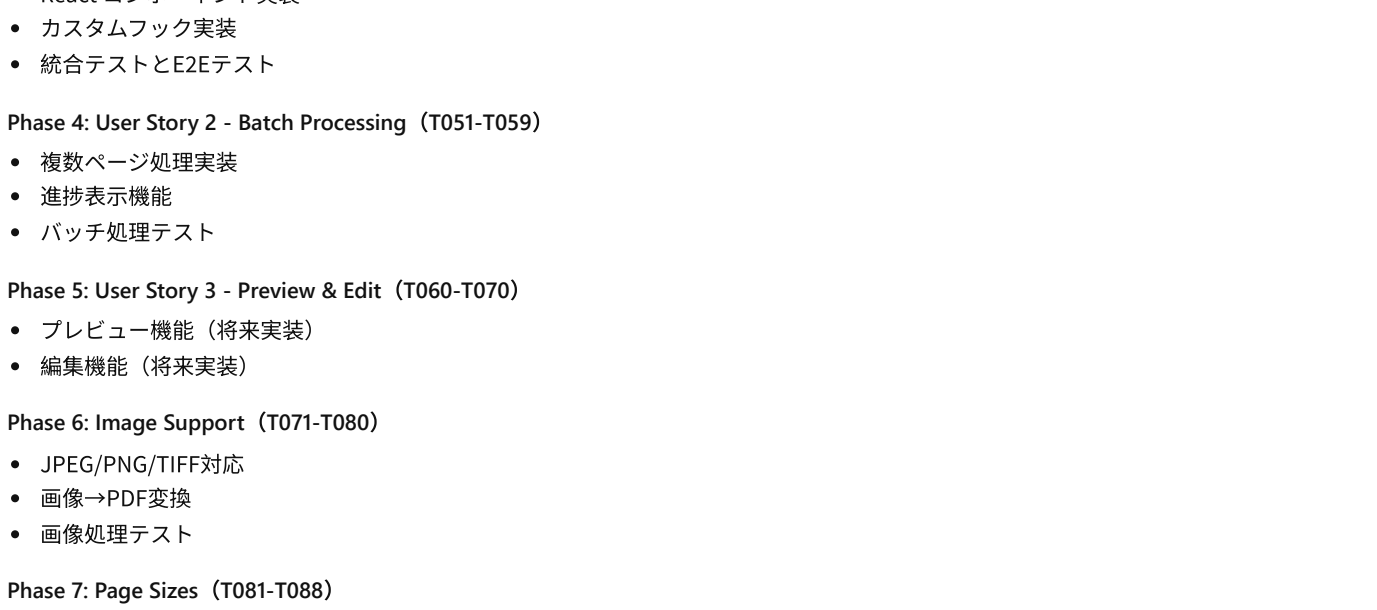 • カスタムフック実装
• 統合テストとE2Eテスト
Phase 4: User Story 2 - Batch Processing（T051-T059）
• 複数ページ処理実装
• 進捗表示機能
• バッチ処理テスト
Phase 5: User Story 3 - Preview & Edit（T060-T070）
• プレビュー機能（将来実装）
• 編集機能（将来実装）
Phase 6: Image Support（T071-T080）
• JPEG/PNG/TIFF対応
• 画像→PDF変換
• 画像処理テスト
Phase 7: Page Sizes（T081-T088）